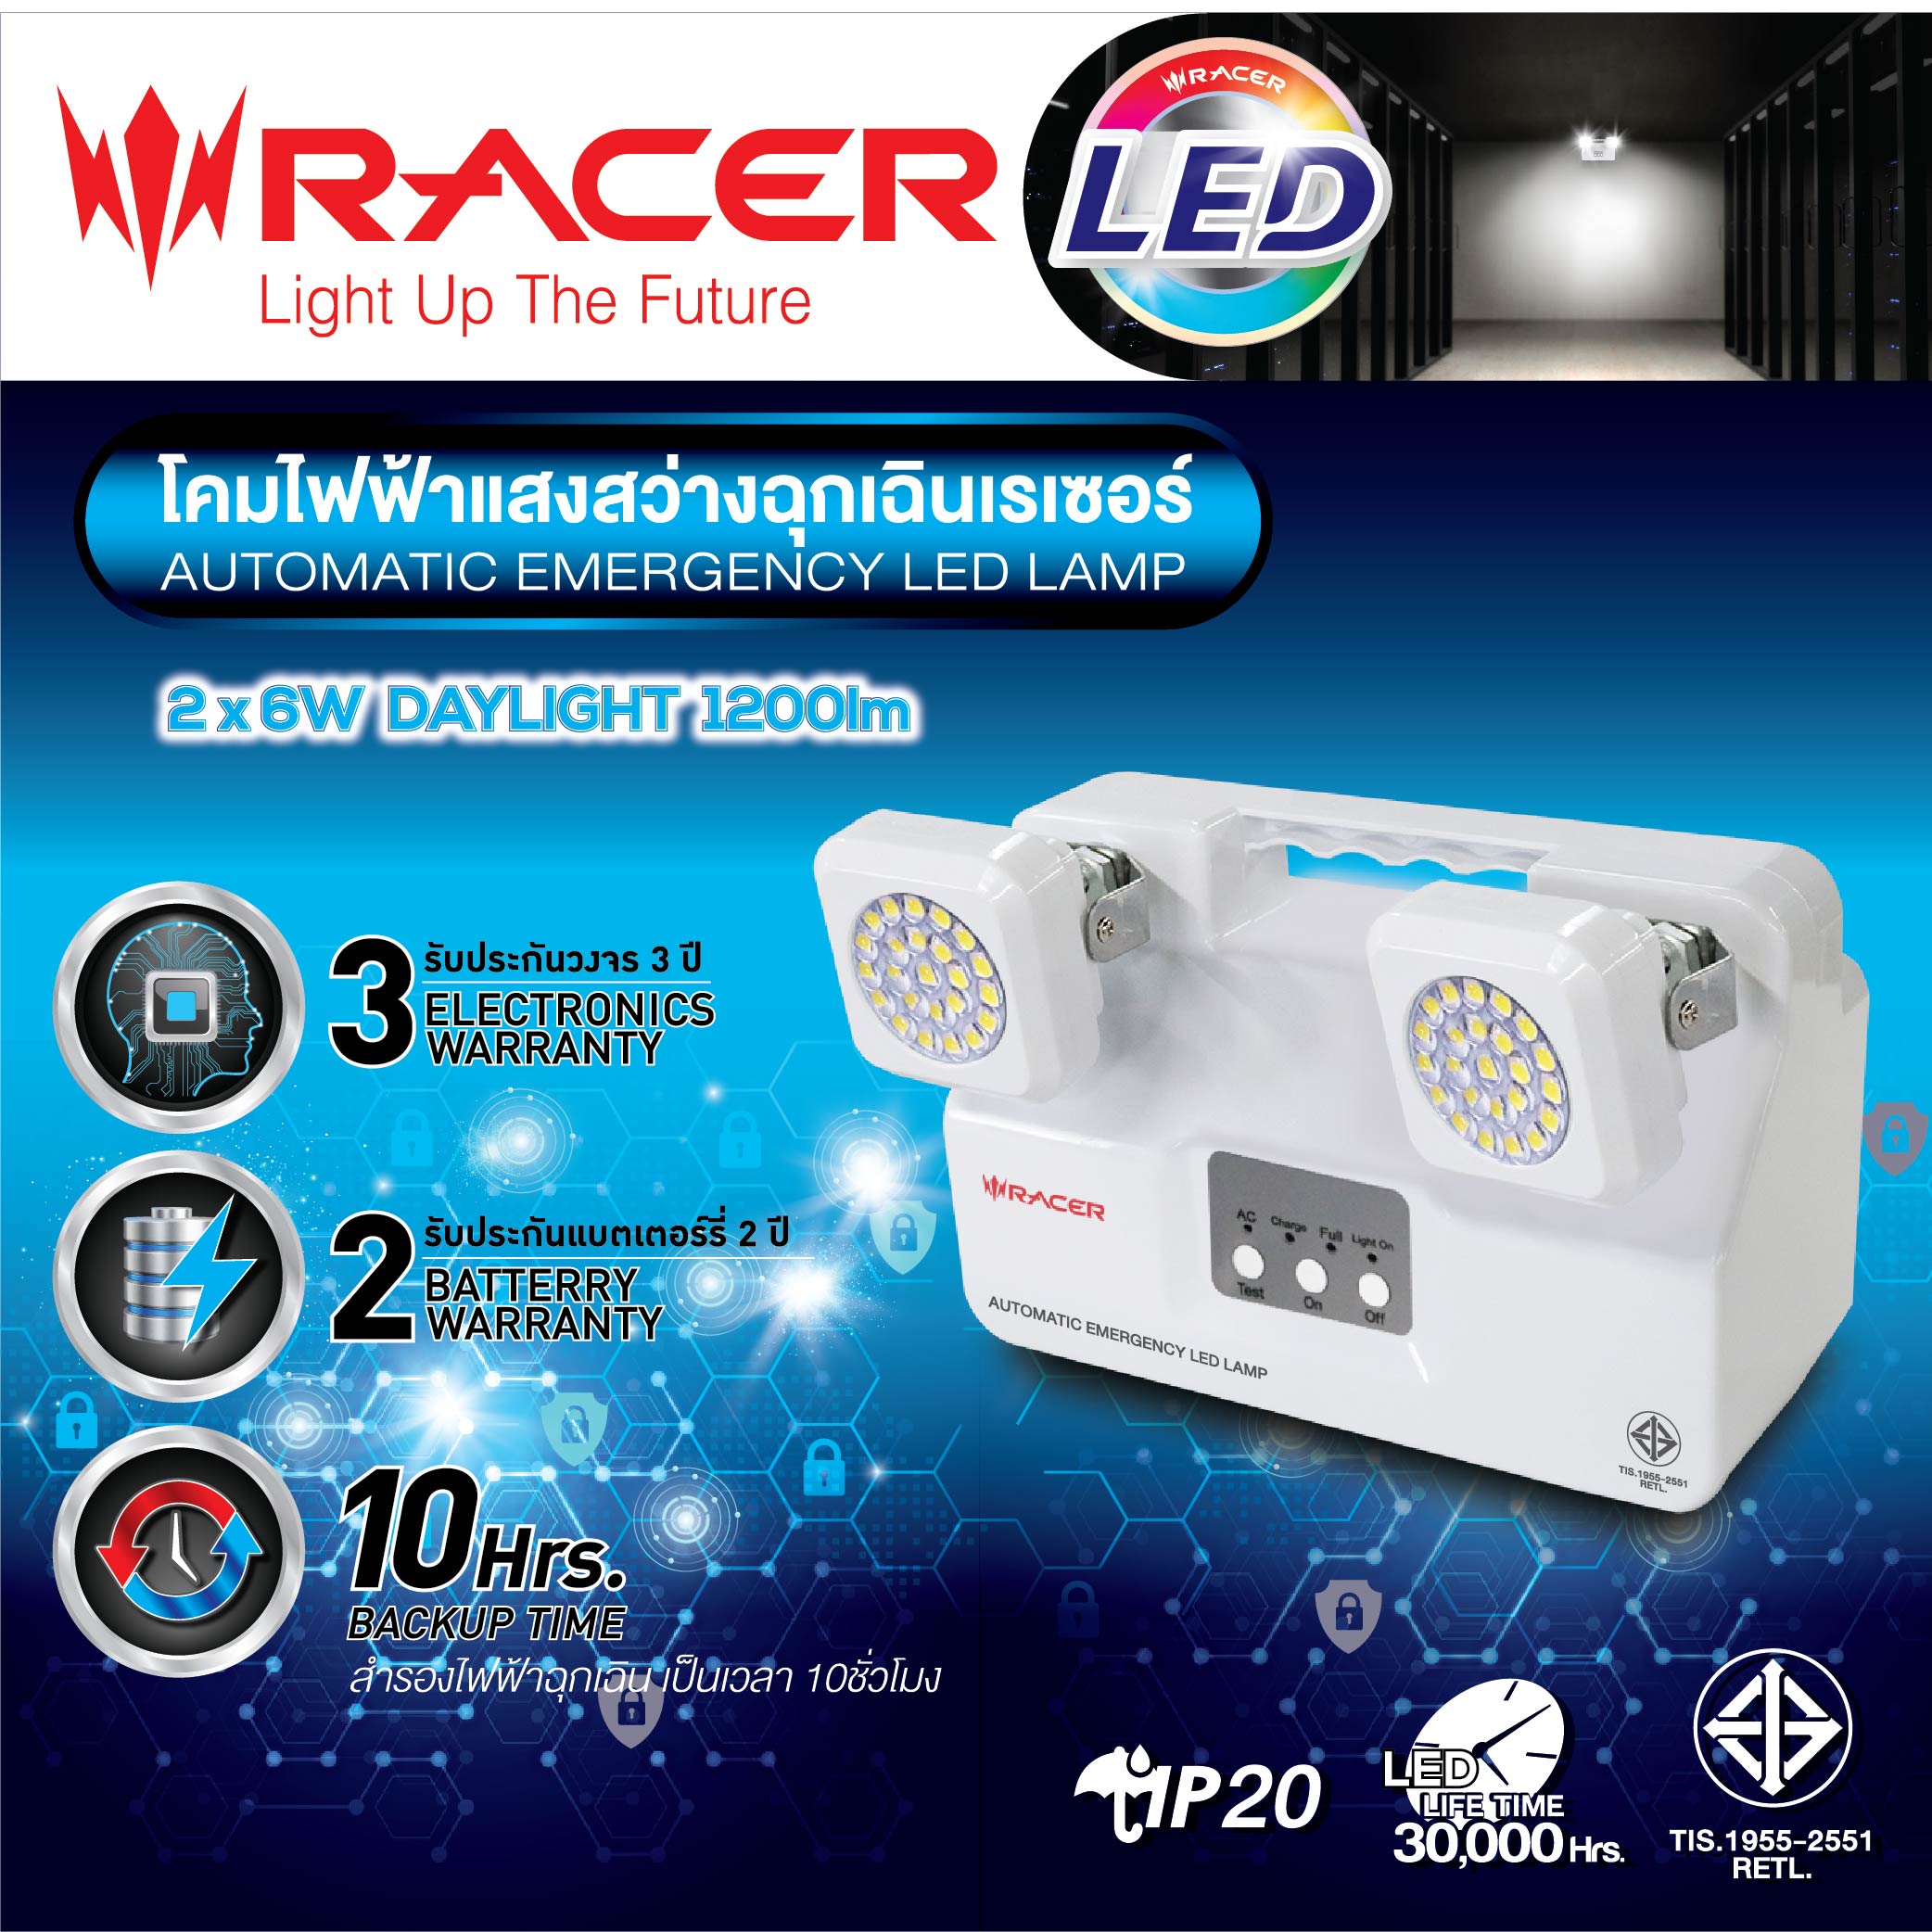 RACER
Light Up The Future
RACER
LED
โคมไฟฟ้าแสงสว่างฉุกเฉินเรเซอร์
AUTOMATIC EMERGENCY LED LAMP
2 x 6W DAYLIGHT 1200lm
3
รับประกันวงจร 3 ปี
ELECTRONICS
WARRANTY
2
รับประกันแบตเตอร์รี่ 2 ปี
BATTERRY
WARRANTY
10 Hrs.
BACKUP TIME
สำรองไฟฟ้าฉุกเฉิน เป็นเวลา 10ชั่วโมง
RACER
AC Charge Full Light On
Test On Off
AUTOMATIC EMERGENCY LED LAMP
TIS.1955-2551
RETL.
IP20
LED
LIFE TIME
30,000 Hrs.
TIS.1955-2551
RETL.